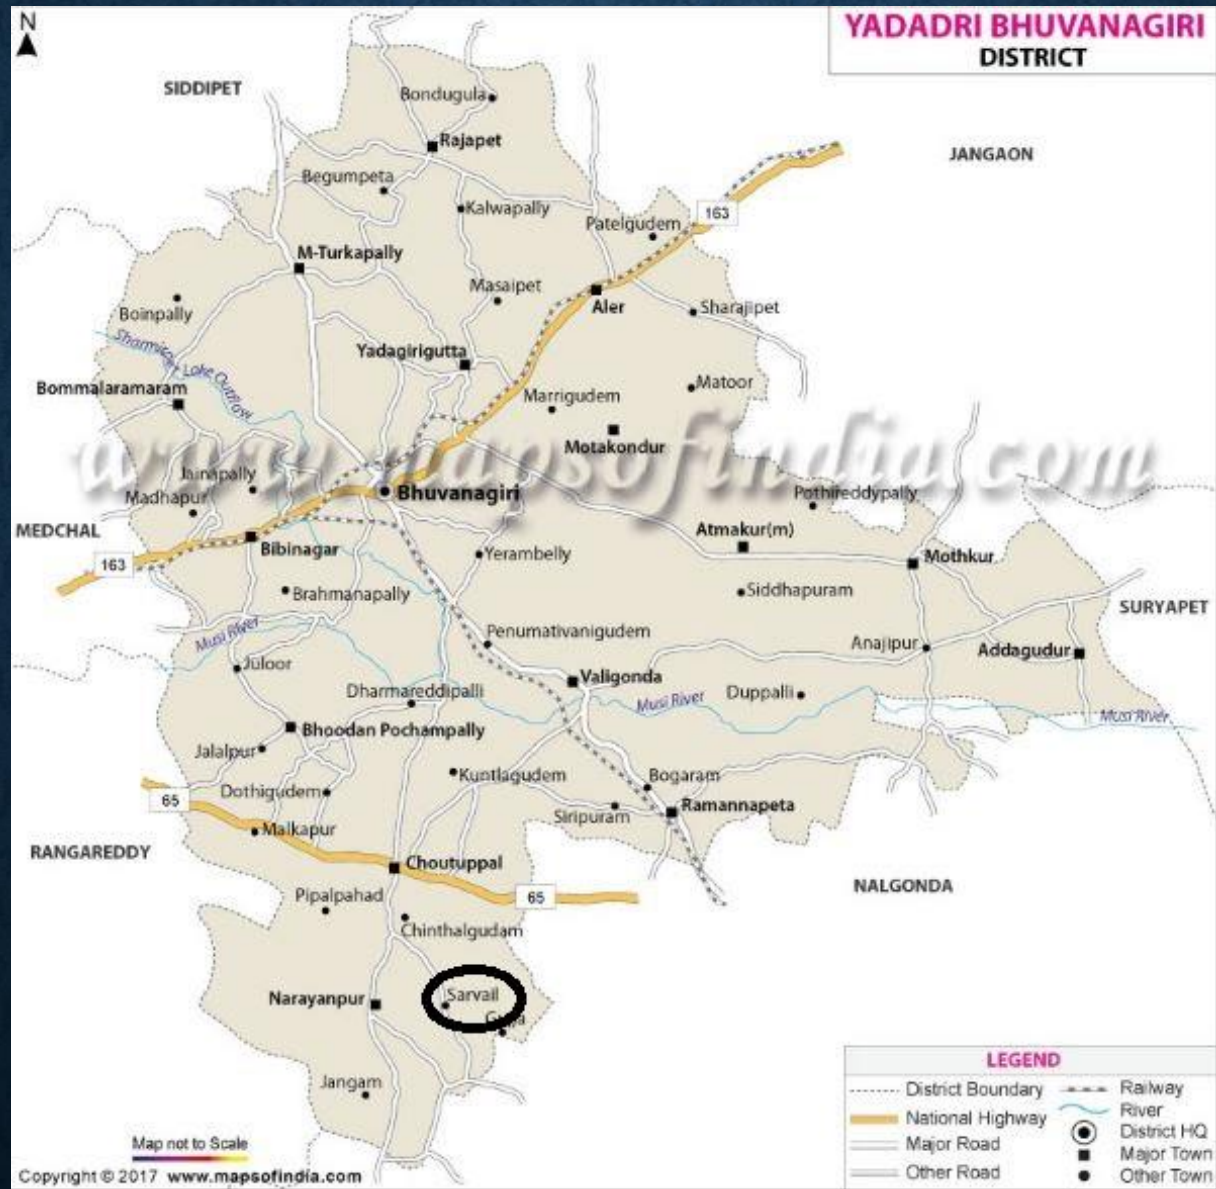 N
YADADRI BHUVANAGIRI
DISTRICT
SIDDIPET
Bondugula
Rajapet
JANGAON
Begumpeta
Kalwapally
163
Patelgudem
M-Turkapally
Masaipet
Boinpally
Aler
Sharajipet
Lake Outflow
Yadagirigutta
Bommalaramaram
Marrigudem
Matoor
Motakondur
www.mapsofindia.com
Jainapally
Madhapur
Bhuvanagiri
Pothireddypally
MEDCHAL
Atmakur(m)
Bibinagar
Yerambelly
Mothkur
163
Brahmanapally
Siddhapuram
SURYAPET
Musi River
Penumativanigudem
Anajipur
Addagudur
Juloor
Valigonda
Dharmareddipalli
Musi River
Duppalli
Musi River
Bhoodan Pochampally
Jalalpur
Kuntlagudem
Bogaram
Dothigudem
65
Siripuram
Ramannapeta
Malkapur
RANGAREDDY
Choutuppal
NALGONDA
65
Pipalpahad
Chinthalgudam
Narayanpur
Sarvail
Jangam
LEGEND
District Boundary
National Highway
Major Road
Other Road
Railway
River
District HQ
Major Town
Other Town
Map not to Scale
Copyright © 2017 www.mapsofindia.com